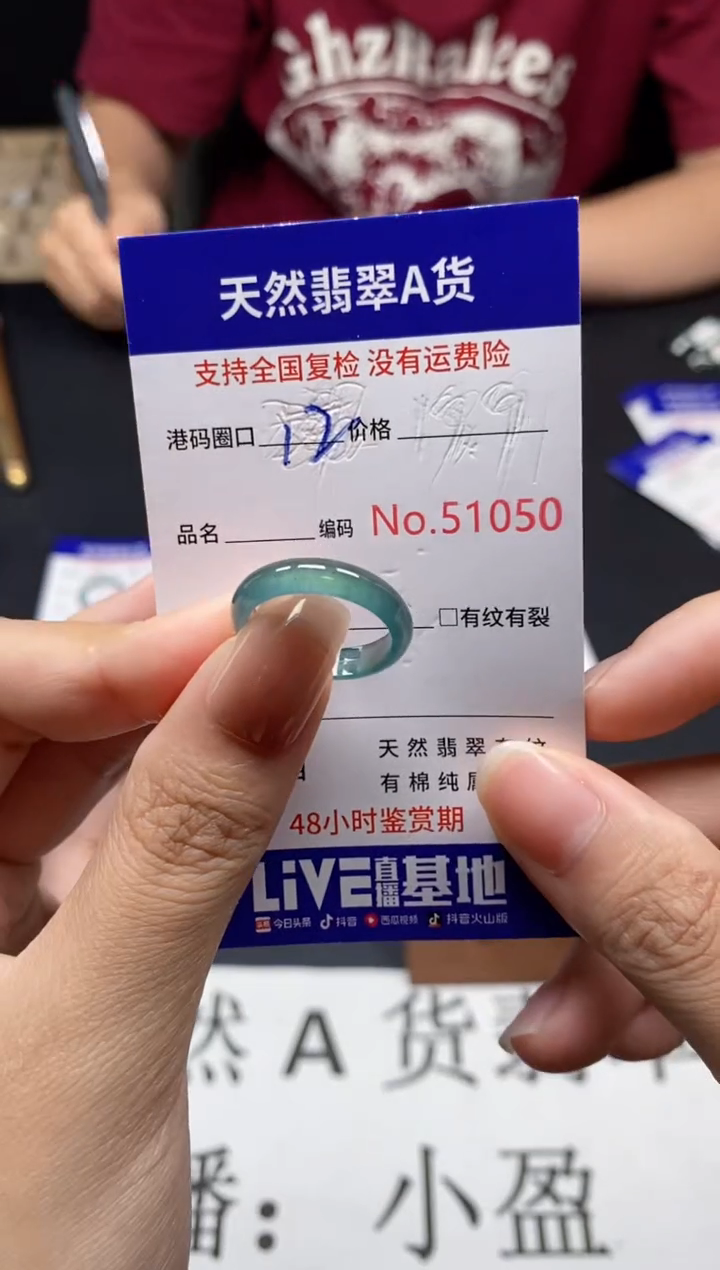 天然翡翠A货
支持全国复检 没有运费险
港码圈口 12 价格
品名 编码 No.51050
□有纹有裂
天然翡翠
有棉纯
48小时鉴赏期
LiVE直播基地
今日头条 抖音 西瓜视频 抖音火山版
然A货翡翠
播：小盈